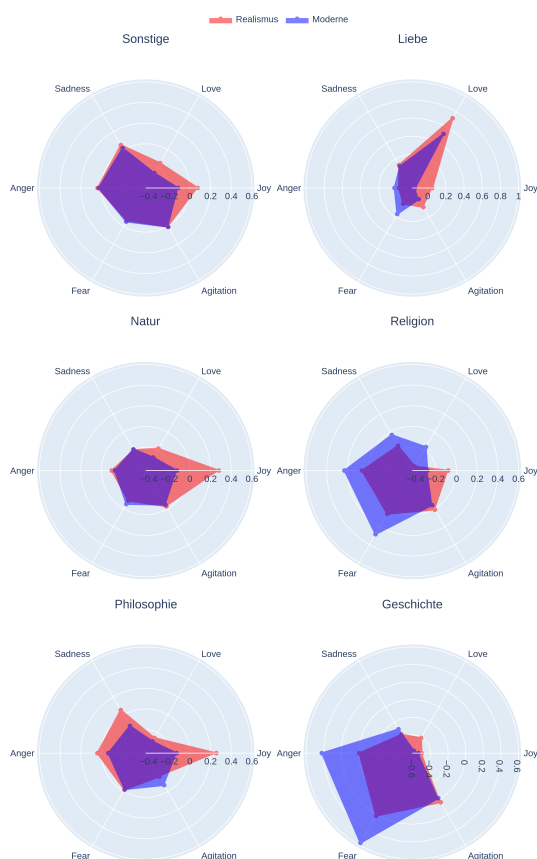 Realismus Moderne
Sonstige Liebe
Sadness Love Sadness Love
Anger −0.4 −0.2 0 0.2 0.4 0.6 Joy Anger 0 0.2 0.4 0.6 0.8 1 Joy
Fear Agitation Fear Agitation
Natur Religion
Sadness Love Sadness Love
Anger −0.4 −0.2 0 0.2 0.4 0.6 Joy Anger −0.4 −0.2 0 0.2 0.4 0.6 Joy
Fear Agitation Fear Agitation
Philosophie Geschichte
Sadness Love Sadness Love
Anger −0.4 −0.2 0 0.2 0.4 0.6 Joy Anger −0.6 −0.4 −0.2 0 0.2 0.4 0.6 Joy
Fear Agitation Fear Agitation